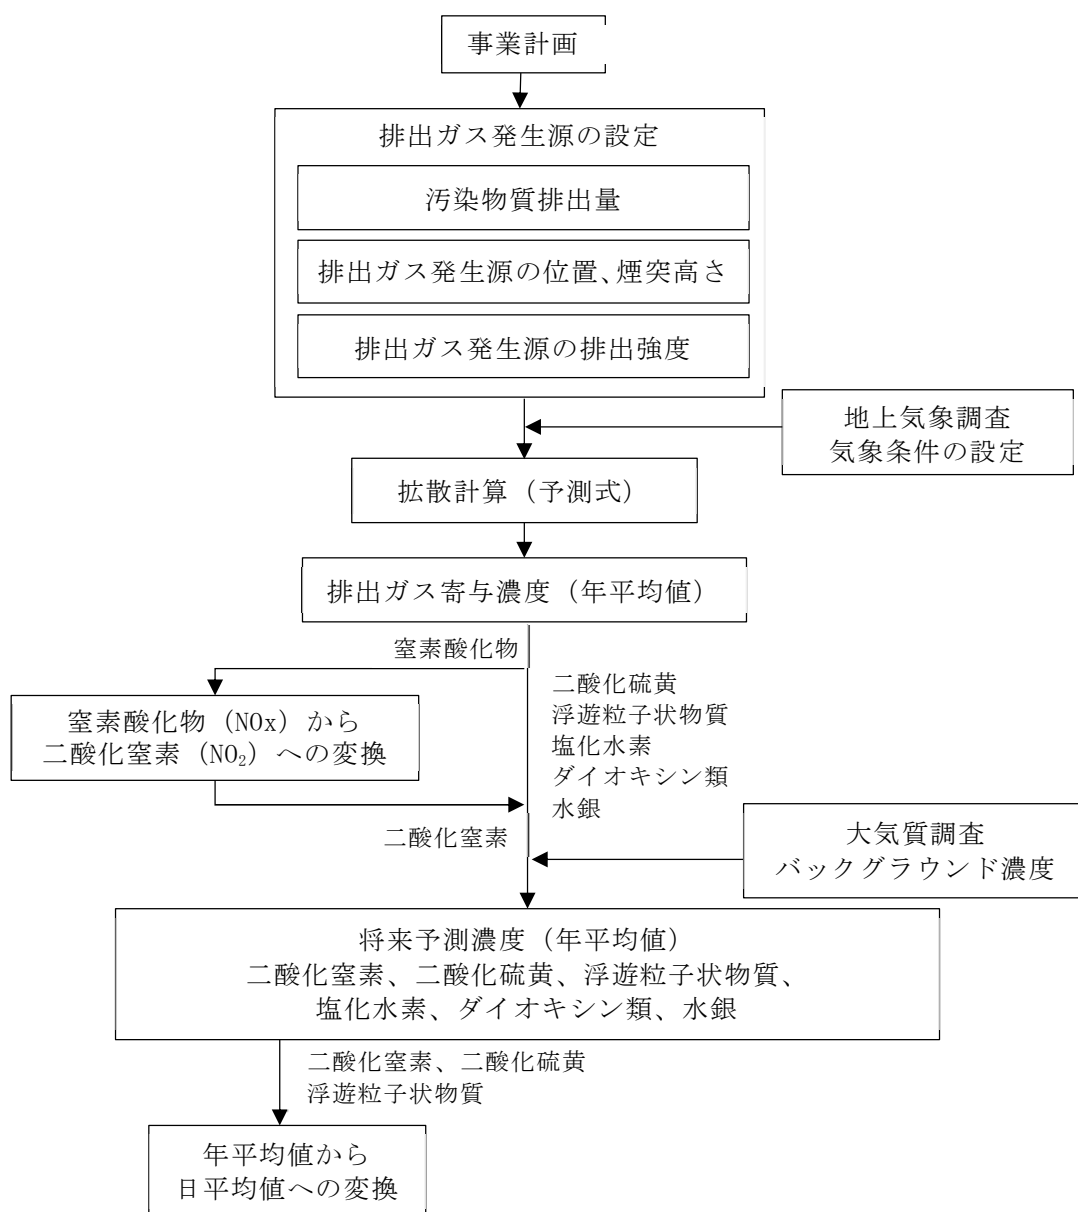 事業計画
排出ガス発生源の設定
汚染物質排出量
排出ガス発生源の位置、煙突高さ
排出ガス発生源の排出強度
地上気象調査
気象条件の設定
拡散計算（予測式）
排出ガス寄与濃度（年平均値）
窒素酸化物
二酸化硫黄
浮遊粒子状物質
塩化水素
ダイオキシン類
水銀
窒素酸化物（NOx）から
二酸化窒素（NO₂）への変換
二酸化窒素
大気質調査
バックグラウンド濃度
将来予測濃度（年平均値）
二酸化窒素、二酸化硫黄、浮遊粒子状物質、
塩化水素、ダイオキシン類、水銀
二酸化窒素、二酸化硫黄
浮遊粒子状物質
年平均値から
日平均値への変換